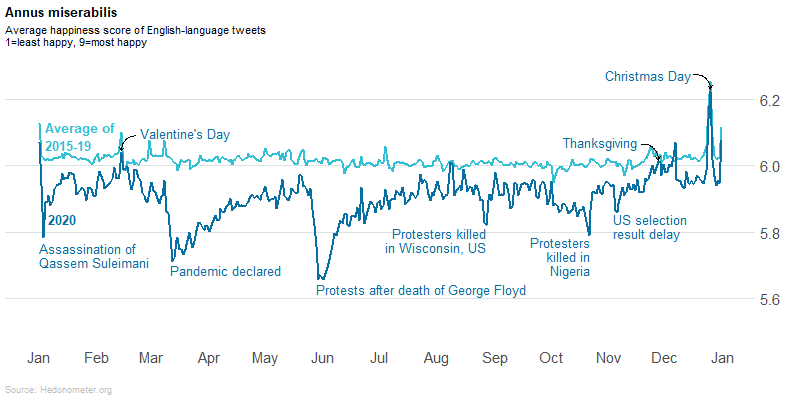 Annus miserabilis
Average happiness score of English-language tweets
1=least happy, 9=most happy
Christmas Day
6.2
Average of
2015-19
Valentine's Day
Thanksgiving
6.0
2020
Assassination of
Qassem Suleimani
Pandemic declared
Protesters killed
in Wisconsin, US
Protesters
killed in
Nigeria
US selection
result delay
5.8
Protests after death of George Floyd
5.6
Jan Feb Mar Apr May Jun Jul Aug Sep Oct Nov Dec Jan
Source: Hedonometer.org